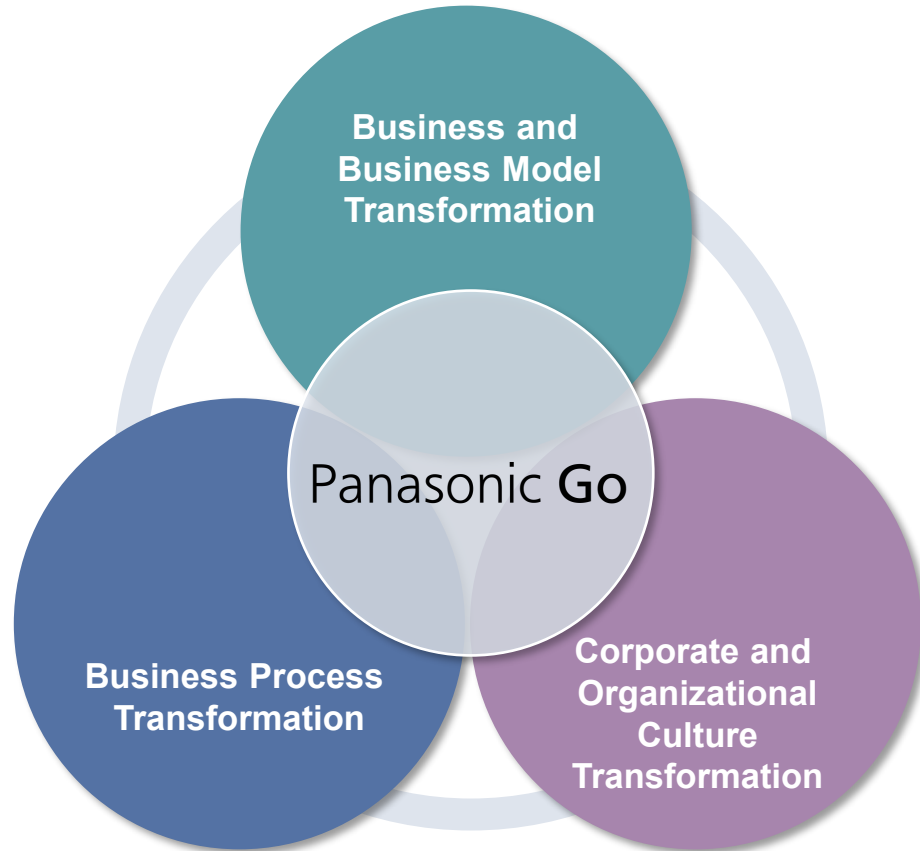 Business and
Business Model
Transformation
Panasonic Go
Business Process
Transformation
Corporate and
Organizational
Culture
Transformation